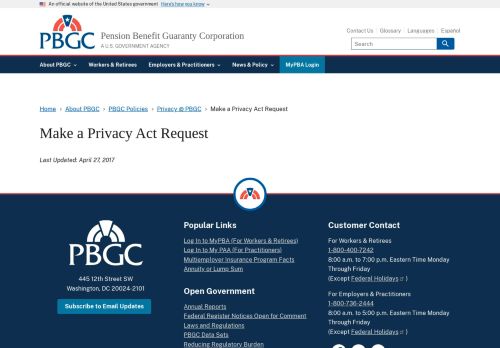 An official website of the United States government Here's how you know
PBGC
Pension Benefit Guaranty Corporation
A U.S. GOVERNMENT AGENCY
Contact Us Glossary Languages Español
Search
About PBGC Workers & Retirees Employers & Practitioners News & Policy MyPBA Login
Home › About PBGC › PBGC Policies › Privacy @ PBGC › Make a Privacy Act Request
Make a Privacy Act Request
Last Updated: April 27, 2017
PBGC
445 12th Street SW
Washington, DC 20024-2101
Subscribe to Email Updates
Popular Links
Log In to MyPBA (For Workers & Retirees)
Log In to My PAA (For Practitioners)
Multiemployer Insurance Program Facts
Annuity or Lump Sum
Open Government
Annual Reports
Federal Register Notices Open for Comment
Laws and Regulations
PBGC Data Sets
Reducing Regulatory Burden
Customer Contact
For Workers & Retirees
1-800-400-7242
8:00 a.m. to 7:00 p.m. Eastern Time Monday
Through Friday
(Except Federal Holidays )
For Employers & Practitioners
1-800-736-2444
8:00 a.m. to 5:00 p.m. Eastern Time Monday
Through Friday
(Except Federal Holidays )